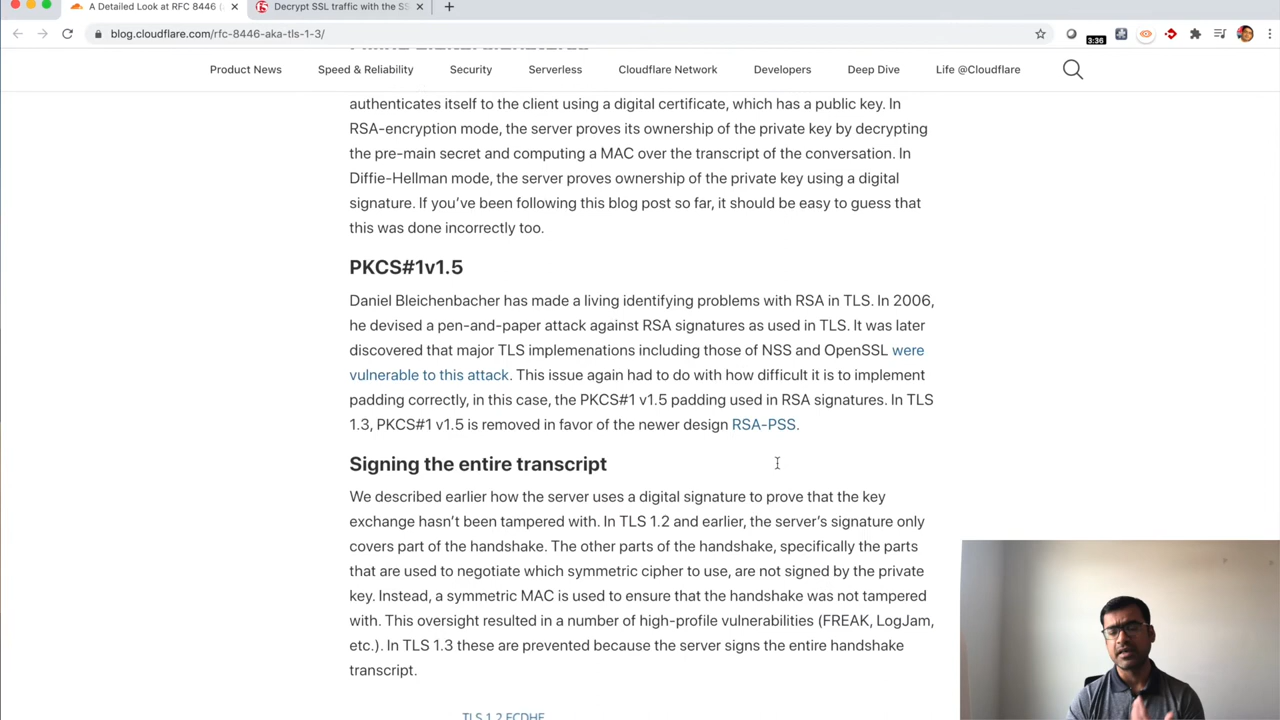 A Detailed Look at RFC 8446 (
Decrypt SSL traffic with the SS
blog.cloudflare.com/rfc-8446-aka-tls-1-3/
3:36
Product News
Speed & Reliability
Security
Serverless
Cloudflare Network
Developers
Deep Dive
Life @Cloudflare
authenticates itself to the client using a digital certificate, which has a public key. In
RSA-encryption mode, the server proves its ownership of the private key by decrypting
the pre-main secret and computing a MAC over the transcript of the conversation. In
Diffie-Hellman mode, the server proves ownership of the private key using a digital
signature. If you’ve been following this blog post so far, it should be easy to guess that
this was done incorrectly too.
PKCS#1v1.5
Daniel Bleichenbacher has made a living identifying problems with RSA in TLS. In 2006,
he devised a pen-and-paper attack against RSA signatures as used in TLS. It was later
discovered that major TLS implemenations including those of NSS and OpenSSL were
vulnerable to this attack. This issue again had to do with how difficult it is to implement
padding correctly, in this case, the PKCS#1 v1.5 padding used in RSA signatures. In TLS
1.3, PKCS#1 v1.5 is removed in favor of the newer design RSA-PSS.
Signing the entire transcript
We described earlier how the server uses a digital signature to prove that the key
exchange hasn’t been tampered with. In TLS 1.2 and earlier, the server’s signature only
covers part of the handshake. The other parts of the handshake, specifically the parts
that are used to negotiate which symmetric cipher to use, are not signed by the private
key. Instead, a symmetric MAC is used to ensure that the handshake was not tampered
with. This oversight resulted in a number of high-profile vulnerabilities (FREAK, LogJam,
etc.). In TLS 1.3 these are prevented because the server signs the entire handshake
transcript.
TLS 1.2 ECDHE